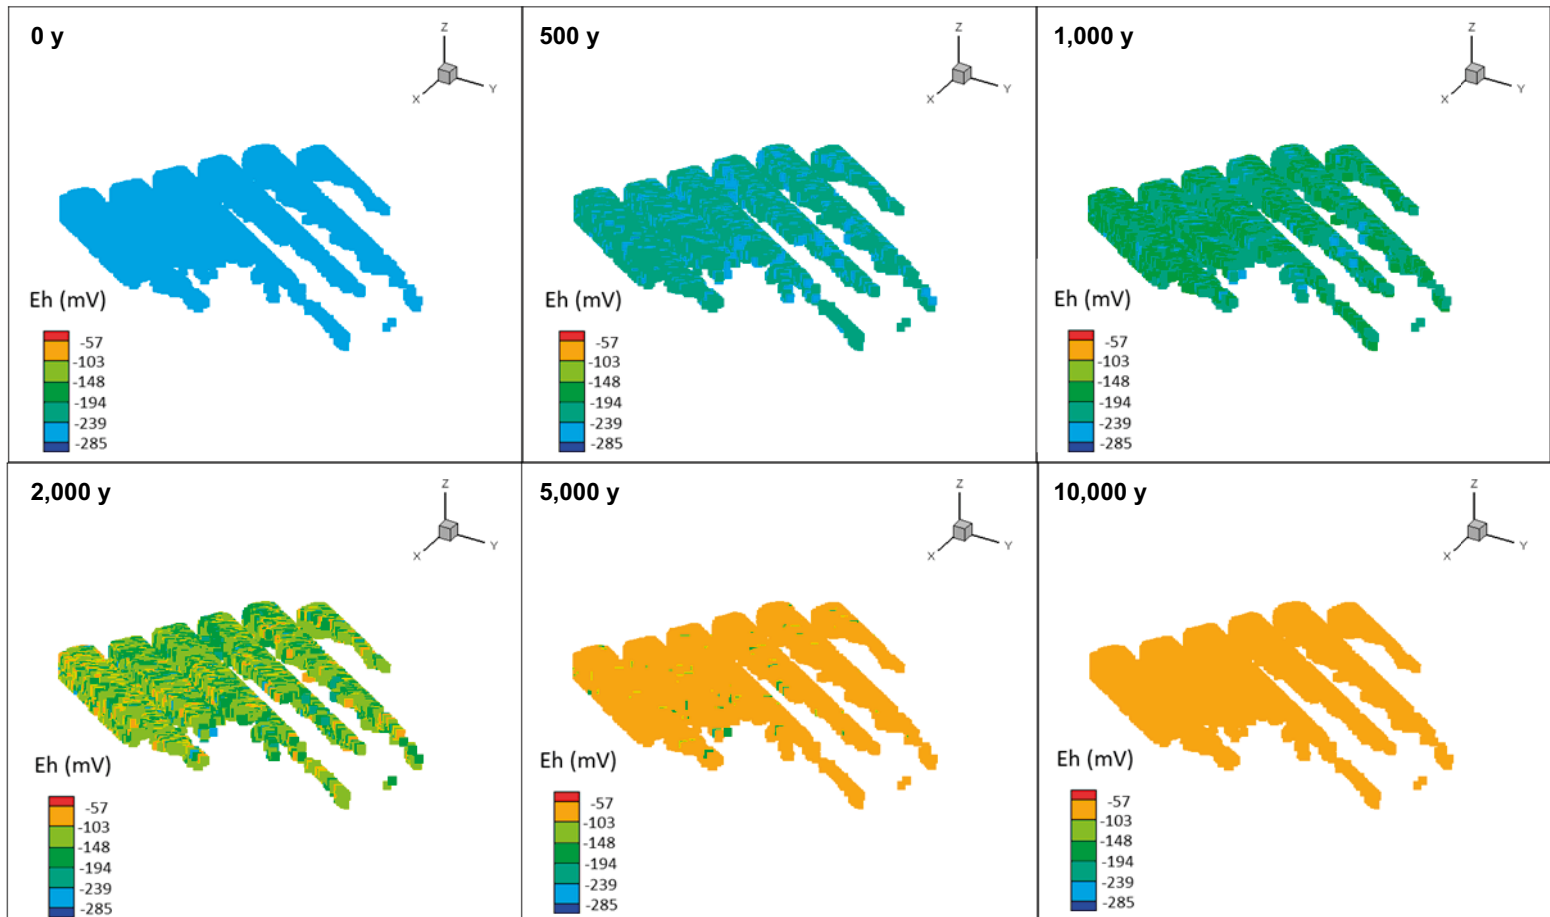 0 y
Z
X
Y
Eh (mV)
-57
-103
-148
-194
-239
-285
500 y
Z
X
Y
Eh (mV)
-57
-103
-148
-194
-239
-285
1,000 y
Z
X
Y
Eh (mV)
-57
-103
-148
-194
-239
-285
2,000 y
Z
X
Y
Eh (mV)
-57
-103
-148
-194
-239
-285
5,000 y
Z
X
Y
Eh (mV)
-57
-103
-148
-194
-239
-285
10,000 y
Z
X
Y
Eh (mV)
-57
-103
-148
-194
-239
-285